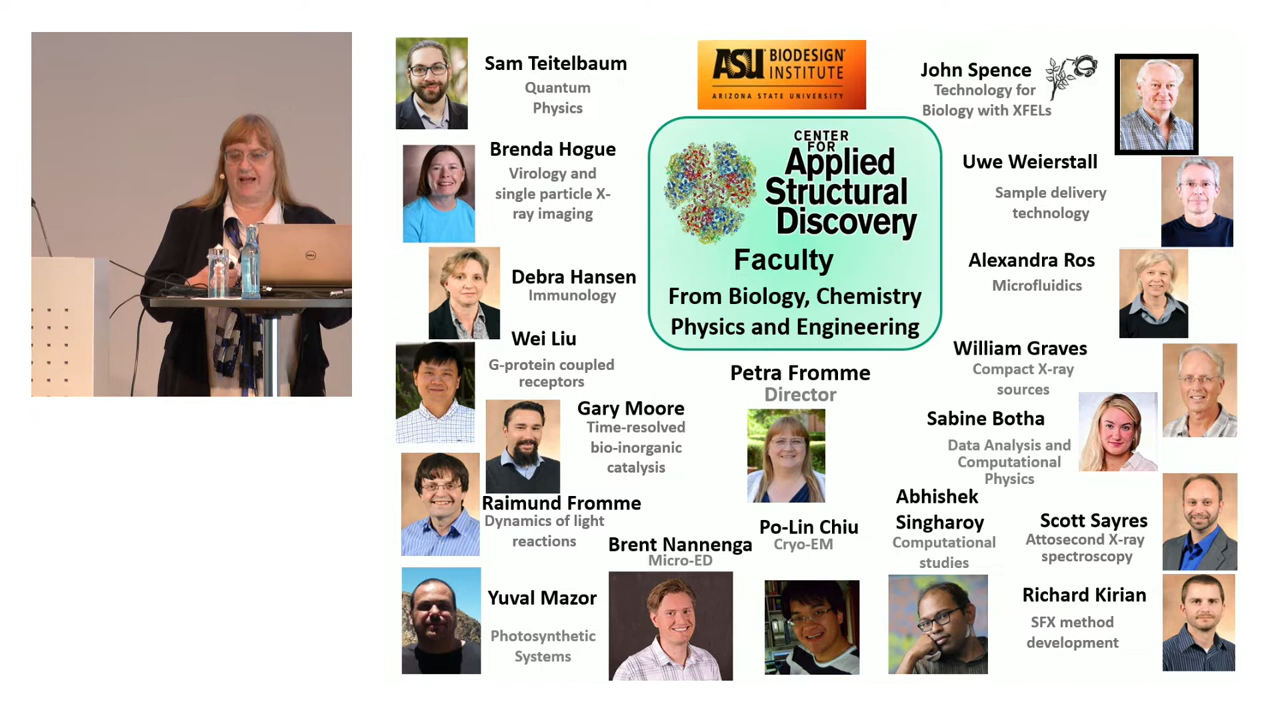 Sam Teitelbaum
Quantum
Physics
Brenda Hogue
Virology and
single particle X-
ray imaging
Debra Hansen
Immunology
Wei Liu
G-protein coupled
receptors
Gary Moore
Time-resolved
bio-inorganic
catalysis
Raimund Fromme
Dynamics of light
reactions
Yuval Mazor
Photosynthetic
Systems
Brent Nannenga
Micro-ED
ASU BIODESIGN
INSTITUTE
ARIZONA STATE UNIVERSITY
CENTER
FOR
Applied
Structural
Discovery
Faculty
From Biology, Chemistry
Physics and Engineering
Petra Fromme
Director
Po-Lin Chiu
Cryo-EM
Abhishek
Singharoy
Computational
studies
John Spence
Technology for
Biology with XFELs
Uwe Weierstall
Sample delivery
technology
Alexandra Ros
Microfluidics
William Graves
Compact X-ray
sources
Sabine Botha
Data Analysis and
Computational
Physics
Scott Sayres
Attosecond X-ray
spectroscopy
Richard Kirian
SFX method
development
DELL